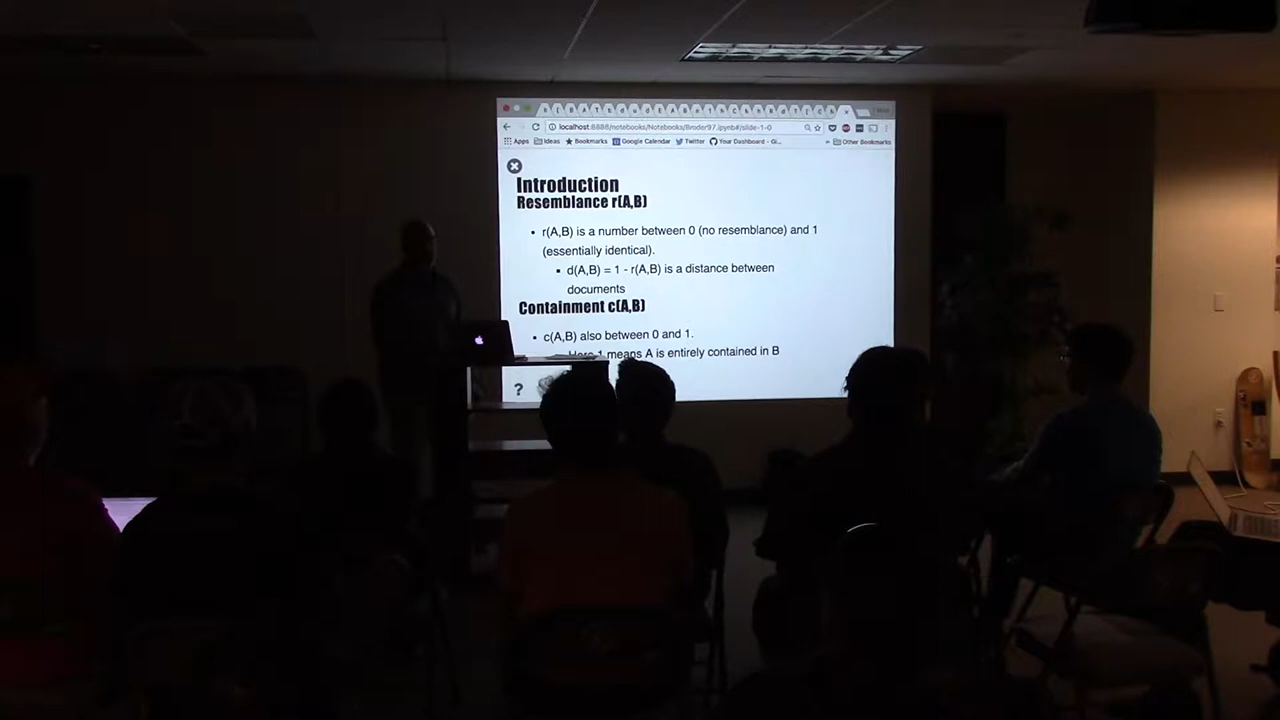 localhost:8888/notebooks/Notebooks/Broder97.ipynb#/slide-1-0
Apps Ideas Bookmarks Google Calendar Twitter Your Dashboard - Gi... » Other Bookmarks
Introduction
Resemblance r(A,B)
▪ r(A,B) is a number between 0 (no resemblance) and 1
(essentially identical).
▪ d(A,B) = 1 - r(A,B) is a distance between
documents
Containment c(A,B)
▪ c(A,B) also between 0 and 1.
Here 1 means A is entirely contained in B
?